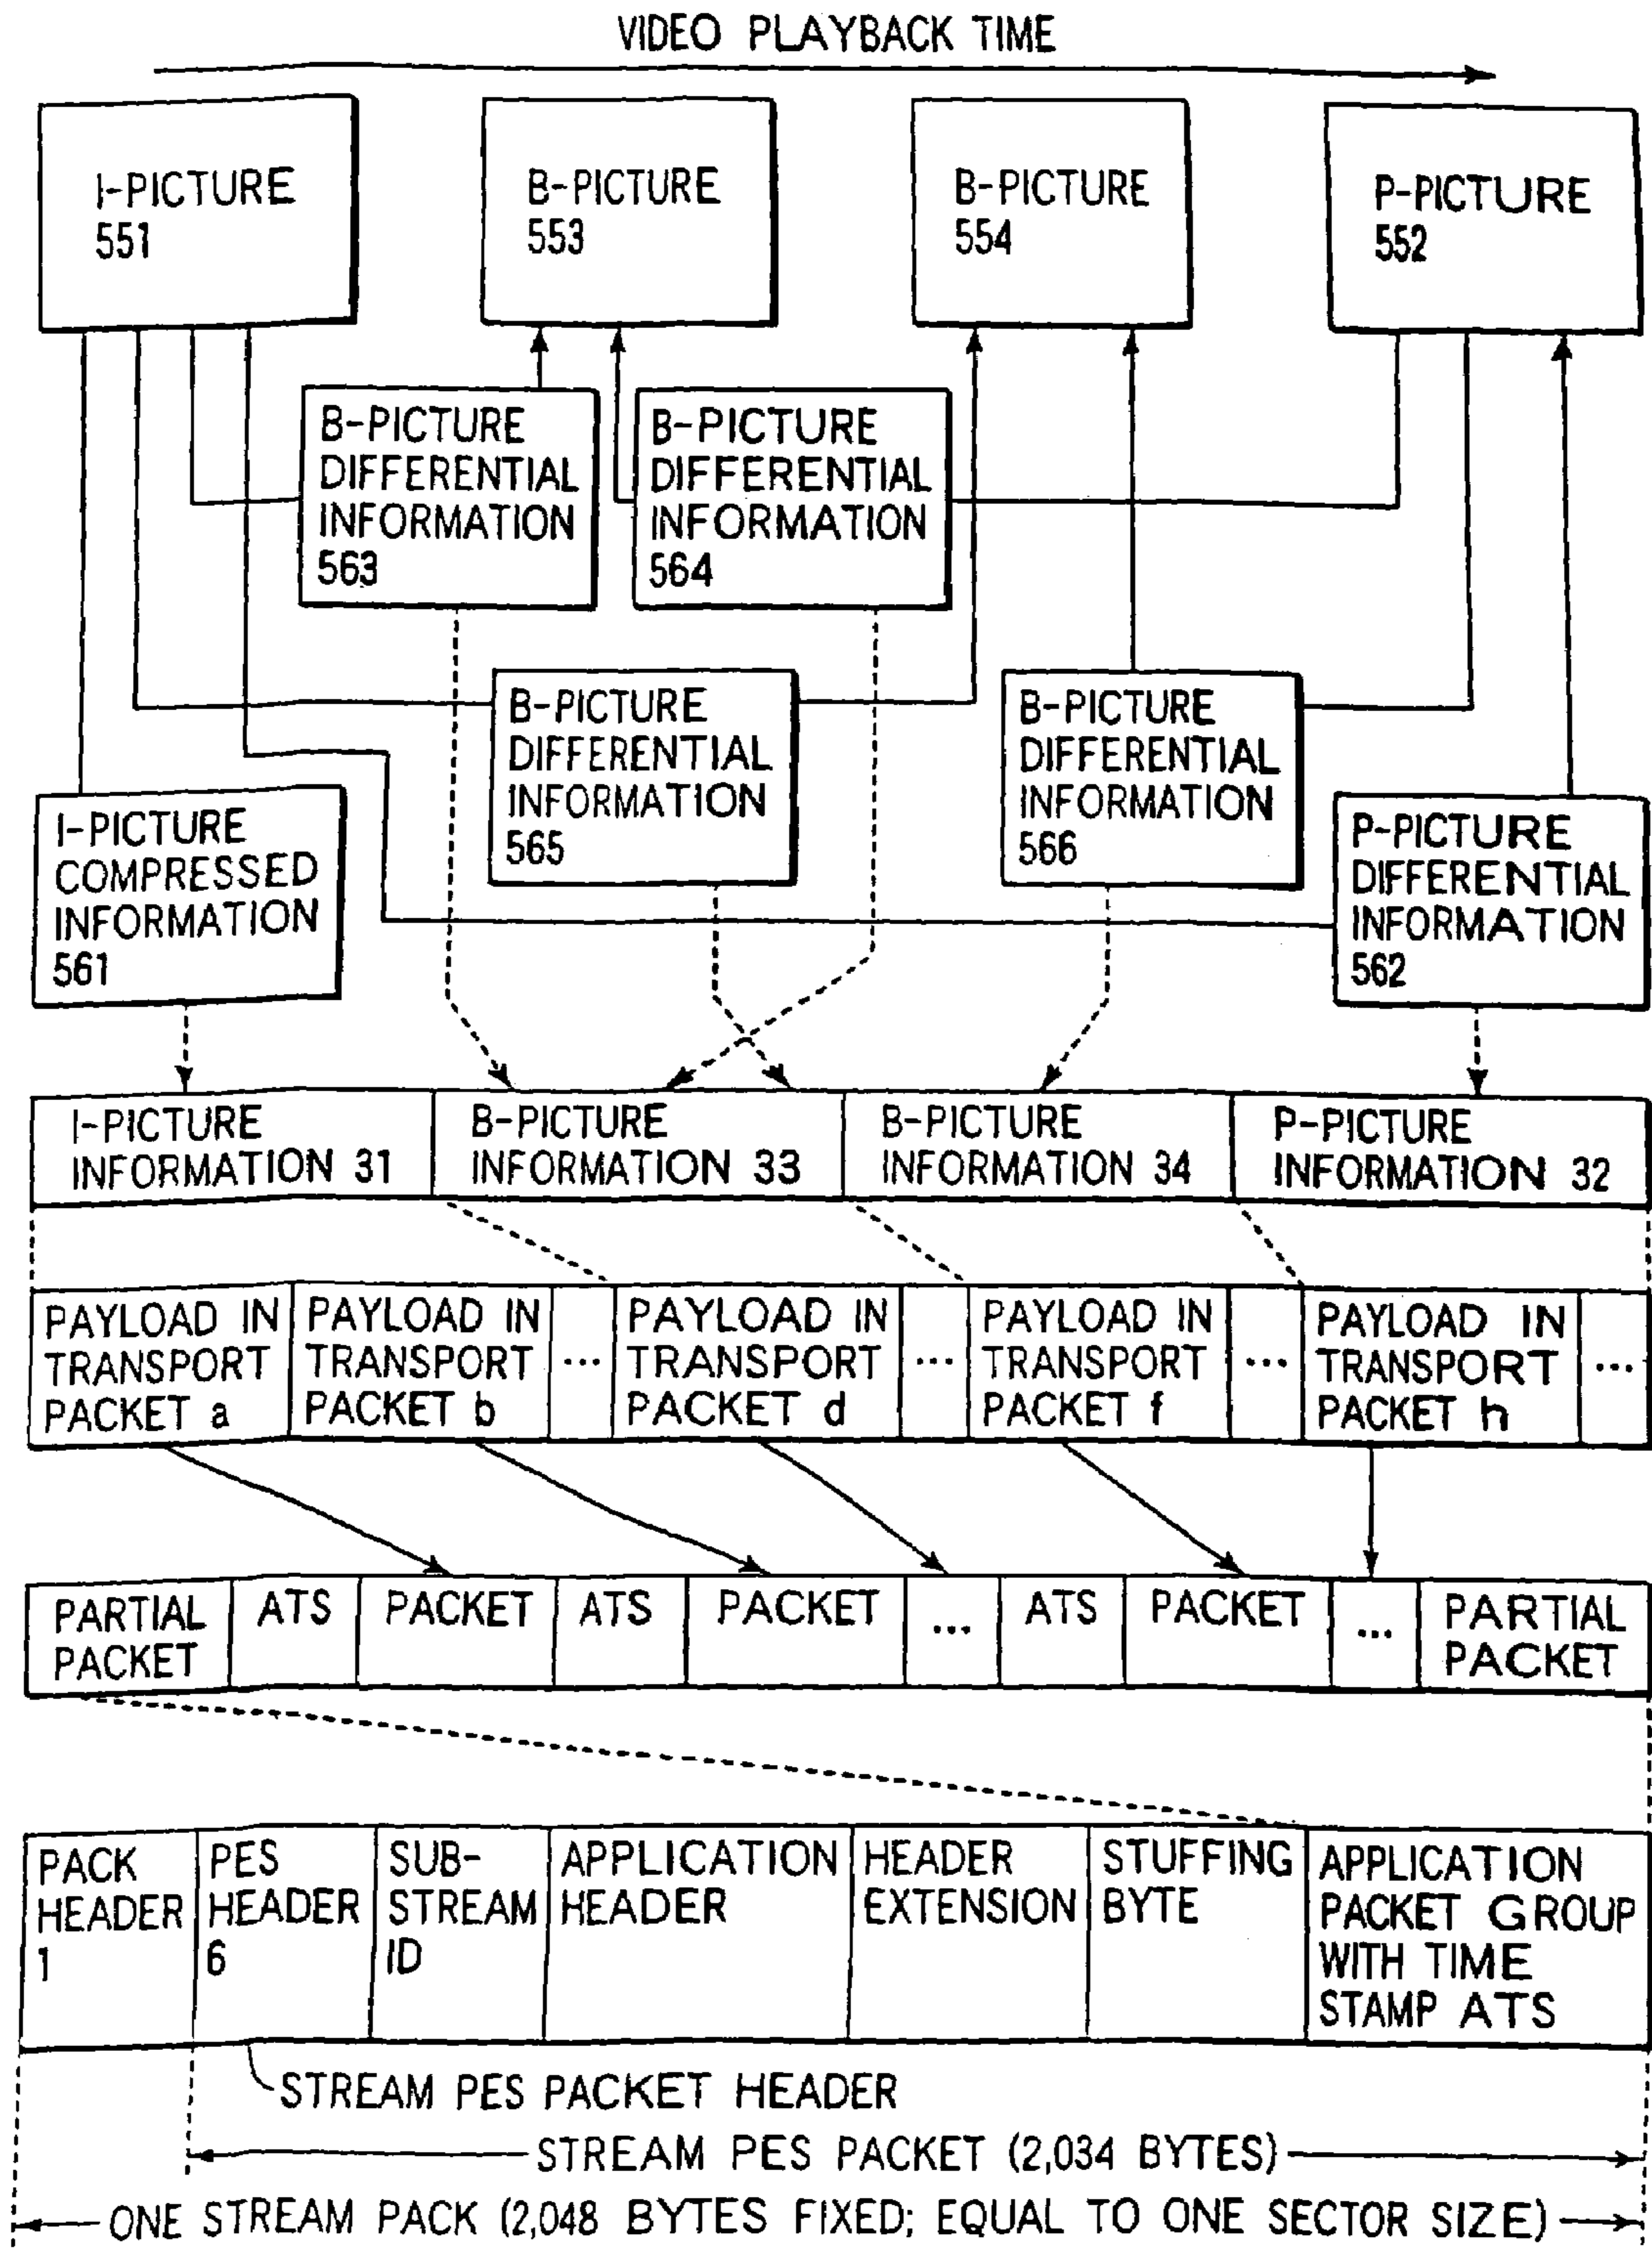 VIDEO PLAYBACK TIME
I-PICTURE
551
B-PICTURE
553
B-PICTURE
554
P-PICTURE
552
B-PICTURE
DIFFERENTIAL
INFORMATION
563
B-PICTURE
DIFFERENTIAL
INFORMATION
564
B-PICTURE
DIFFERENTIAL
INFORMATION
565
B-PICTURE
DIFFERENTIAL
INFORMATION
566
I-PICTURE
COMPRESSED
INFORMATION
561
P-PICTURE
DIFFERENTIAL
INFORMATION
562
I-PICTURE
INFORMATION 31
B-PICTURE
INFORMATION 33
B-PICTURE
INFORMATION 34
P-PICTURE
INFORMATION 32
PAYLOAD IN
TRANSPORT
PACKET a
PAYLOAD IN
TRANSPORT
PACKET b
...
PAYLOAD IN
TRANSPORT
PACKET d
...
PAYLOAD IN
TRANSPORT
PACKET f
...
PAYLOAD IN
TRANSPORT
PACKET h
...
PARTIAL
PACKET
ATS
PACKET
ATS
PACKET
...
ATS
PACKET
...
PARTIAL
PACKET
PACK
HEADER
1
PES
HEADER
6
SUB-
STREAM
ID
APPLICATION
HEADER
HEADER
EXTENSION
STUFFING
BYTE
APPLICATION
PACKET GROUP
WITH TIME
STAMP ATS
STREAM PES PACKET HEADER
STREAM PES PACKET (2,034 BYTES)
ONE STREAM PACK (2,048 BYTES FIXED; EQUAL TO ONE SECTOR SIZE)